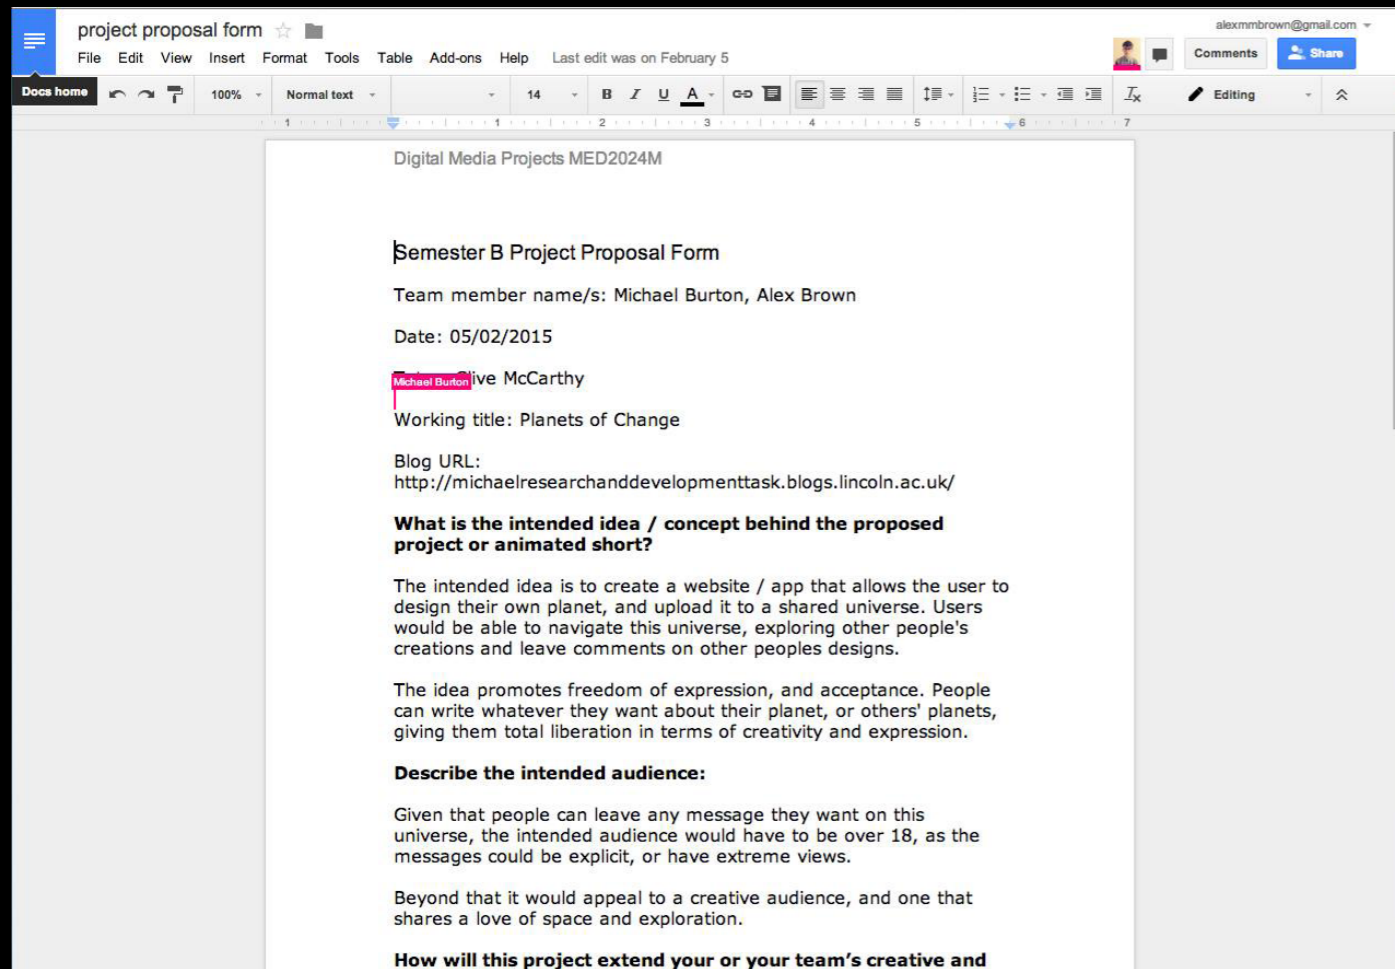 project proposal form
alexmmbrown@gmail.com
File Edit View Insert Format Tools Table Add-ons Help Last edit was on February 5
Comments Share
Docs home 100% Normal text 14 B I U A Editing
1 1 2 3 4 5 6 7
Digital Media Projects MED2024M
Semester B Project Proposal Form
Team member name/s: Michael Burton, Alex Brown
Date: 05/02/2015
Michael Burton
live McCarthy
Working title: Planets of Change
Blog URL:
http://michaelresearchanddevelopmenttask.blogs.lincoln.ac.uk/
What is the intended idea / concept behind the proposed
project or animated short?
The intended idea is to create a website / app that allows the user to
design their own planet, and upload it to a shared universe. Users
would be able to navigate this universe, exploring other people's
creations and leave comments on other peoples designs.
The idea promotes freedom of expression, and acceptance. People
can write whatever they want about their planet, or others' planets,
giving them total liberation in terms of creativity and expression.
Describe the intended audience:
Given that people can leave any message they want on this
universe, the intended audience would have to be over 18, as the
messages could be explicit, or have extreme views.
Beyond that it would appeal to a creative audience, and one that
shares a love of space and exploration.
How will this project extend your or your team’s creative and